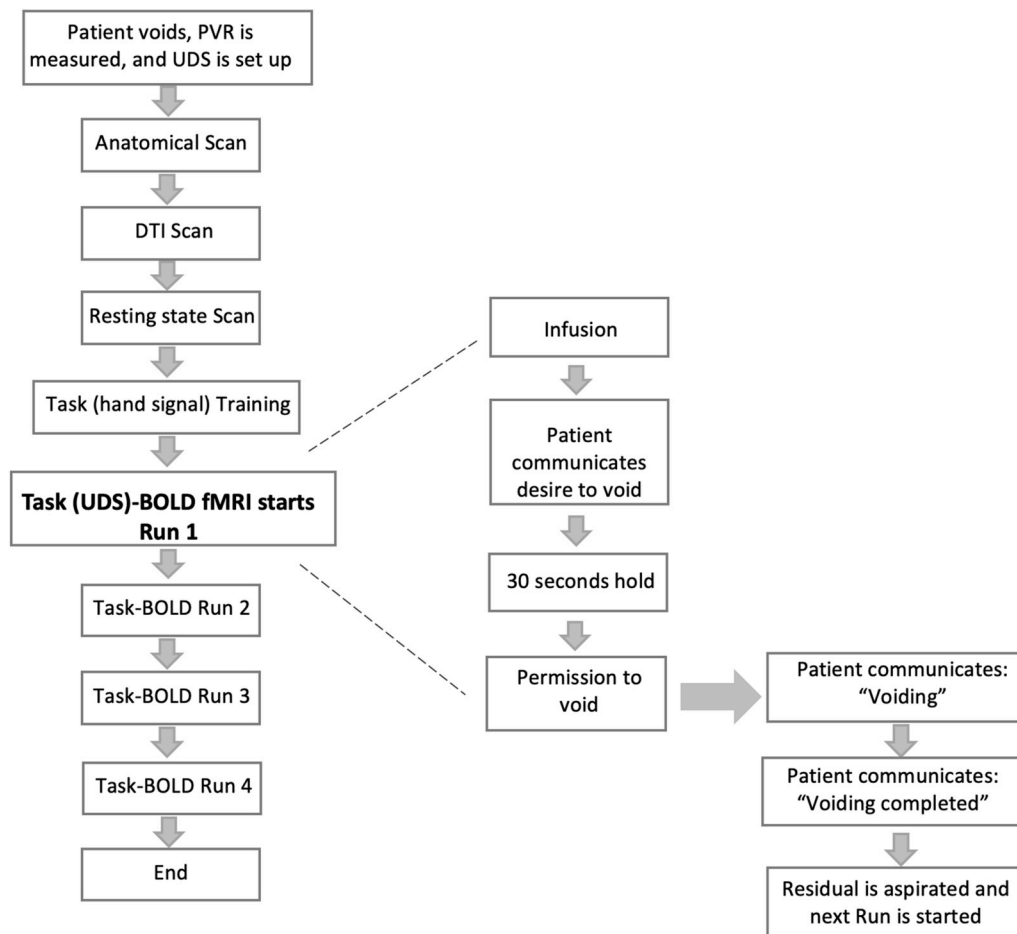 Patient voids, PVR is
measured, and UDS is set up
Anatomical Scan
DTI Scan
Resting state Scan
Task (hand signal) Training
Task (UDS)-BOLD fMRI starts
Run 1
Task-BOLD Run 2
Task-BOLD Run 3
Task-BOLD Run 4
End
Infusion
Patient
communicates
desire to void
30 seconds hold
Permission to
void
Patient communicates:
“Voiding”
Patient communicates:
“Voiding completed”
Residual is aspirated and
next Run is started